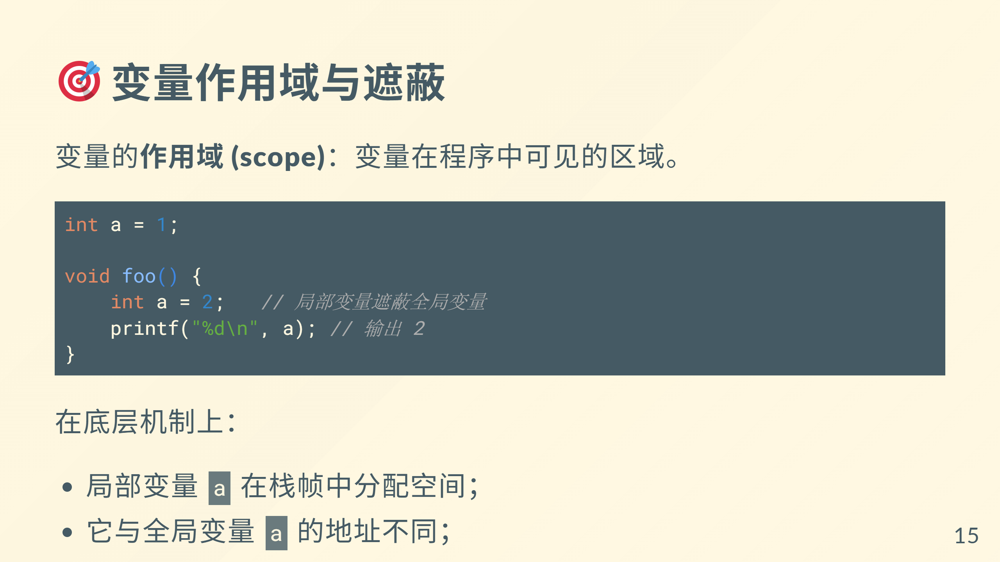 🎯 变量作用域与遮蔽
变量的作用域 (scope)：变量在程序中可见的区域。
int a = 1;
void foo() {
    int a = 2;   // 局部变量遮蔽全局变量
    printf("%d\n", a); // 输出 2
}
在底层机制上：
• 局部变量 a 在栈帧中分配空间；
• 它与全局变量 a 的地址不同；
15